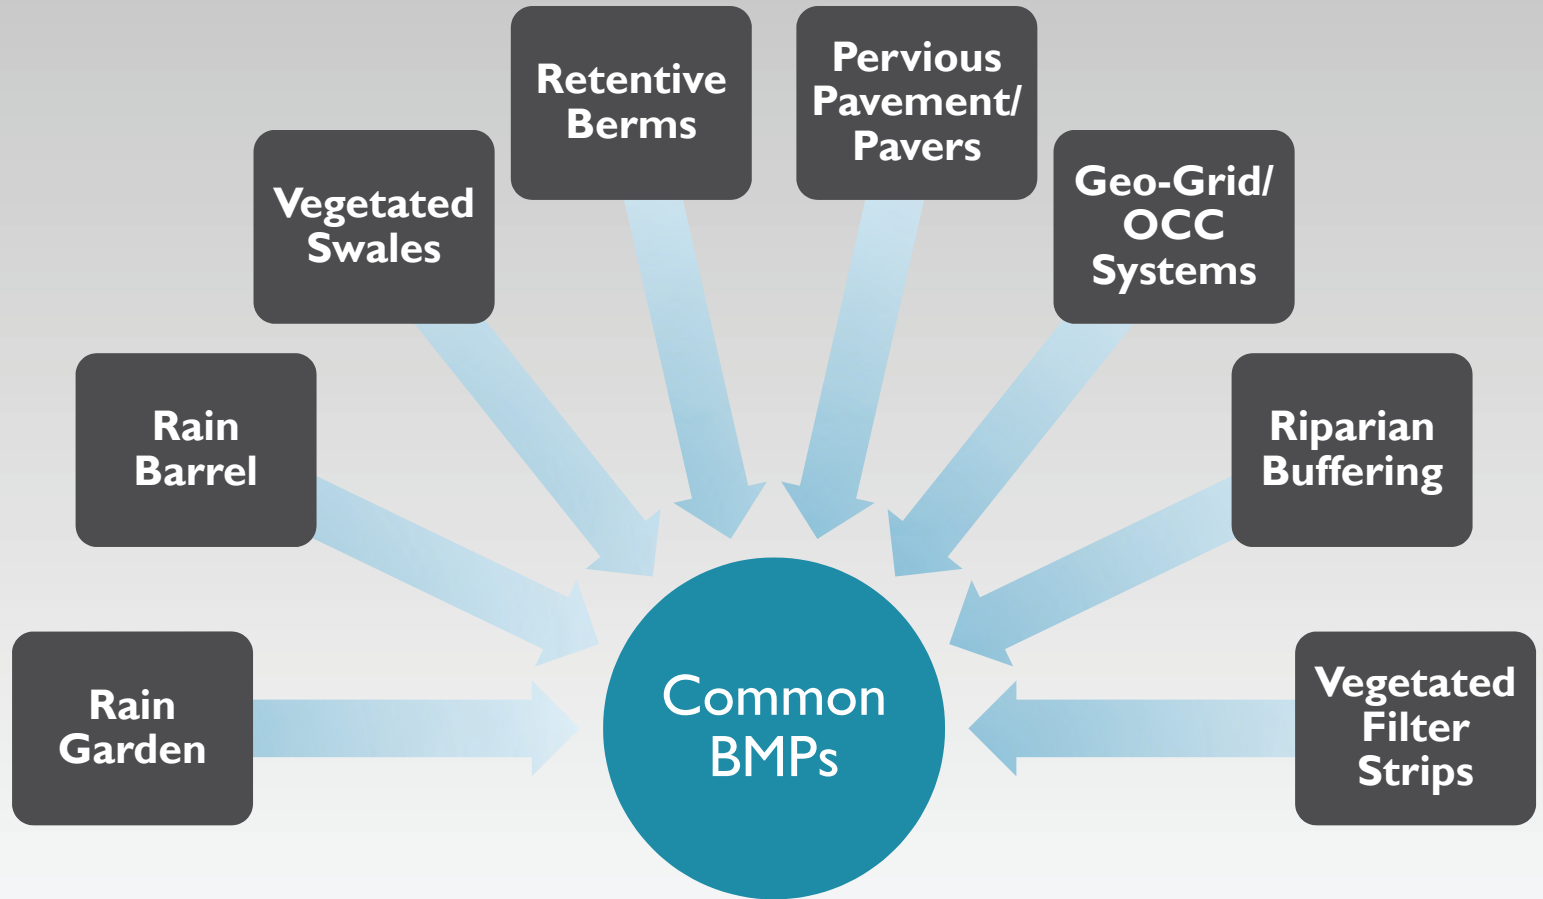 Retentive
Berms
Pervious
Pavement/
Pavers
Vegetated
Swales
Geo-Grid/
OCC
Systems
Rain
Barrel
Riparian
Buffering
Rain
Garden
Common
BMPs
Vegetated
Filter
Strips